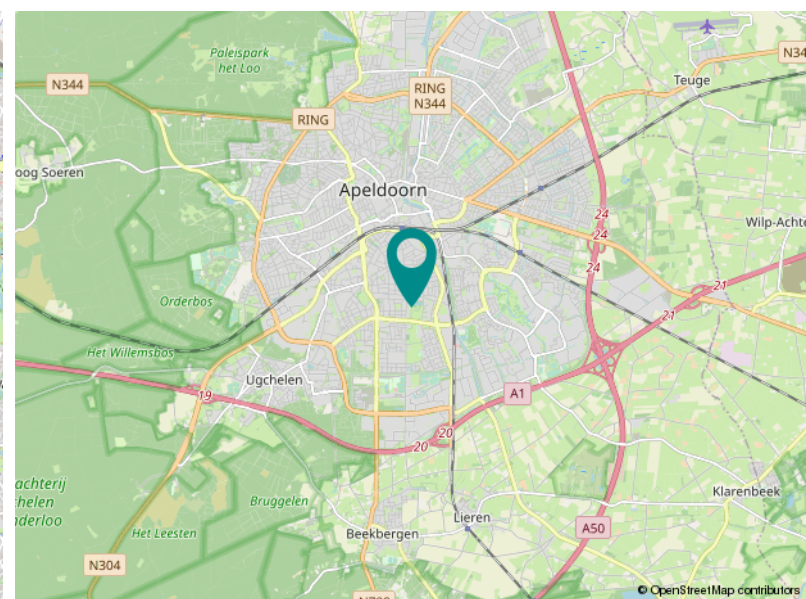 Paleispark
het Loo
N344
RING
RING
N344
N34
Teuge
oog Soeren
Apeldoorn
24
24
24
Wilp-Achte
21
21
Orderbos
Het Willemsbos
Ugchelen
19
A1
20
20
achterij
chelen
nderloo
Bruggelen
Klarenbeek
Lieren
Het Leesten
Beekbergen
A50
N304
© OpenStreetMap contributors